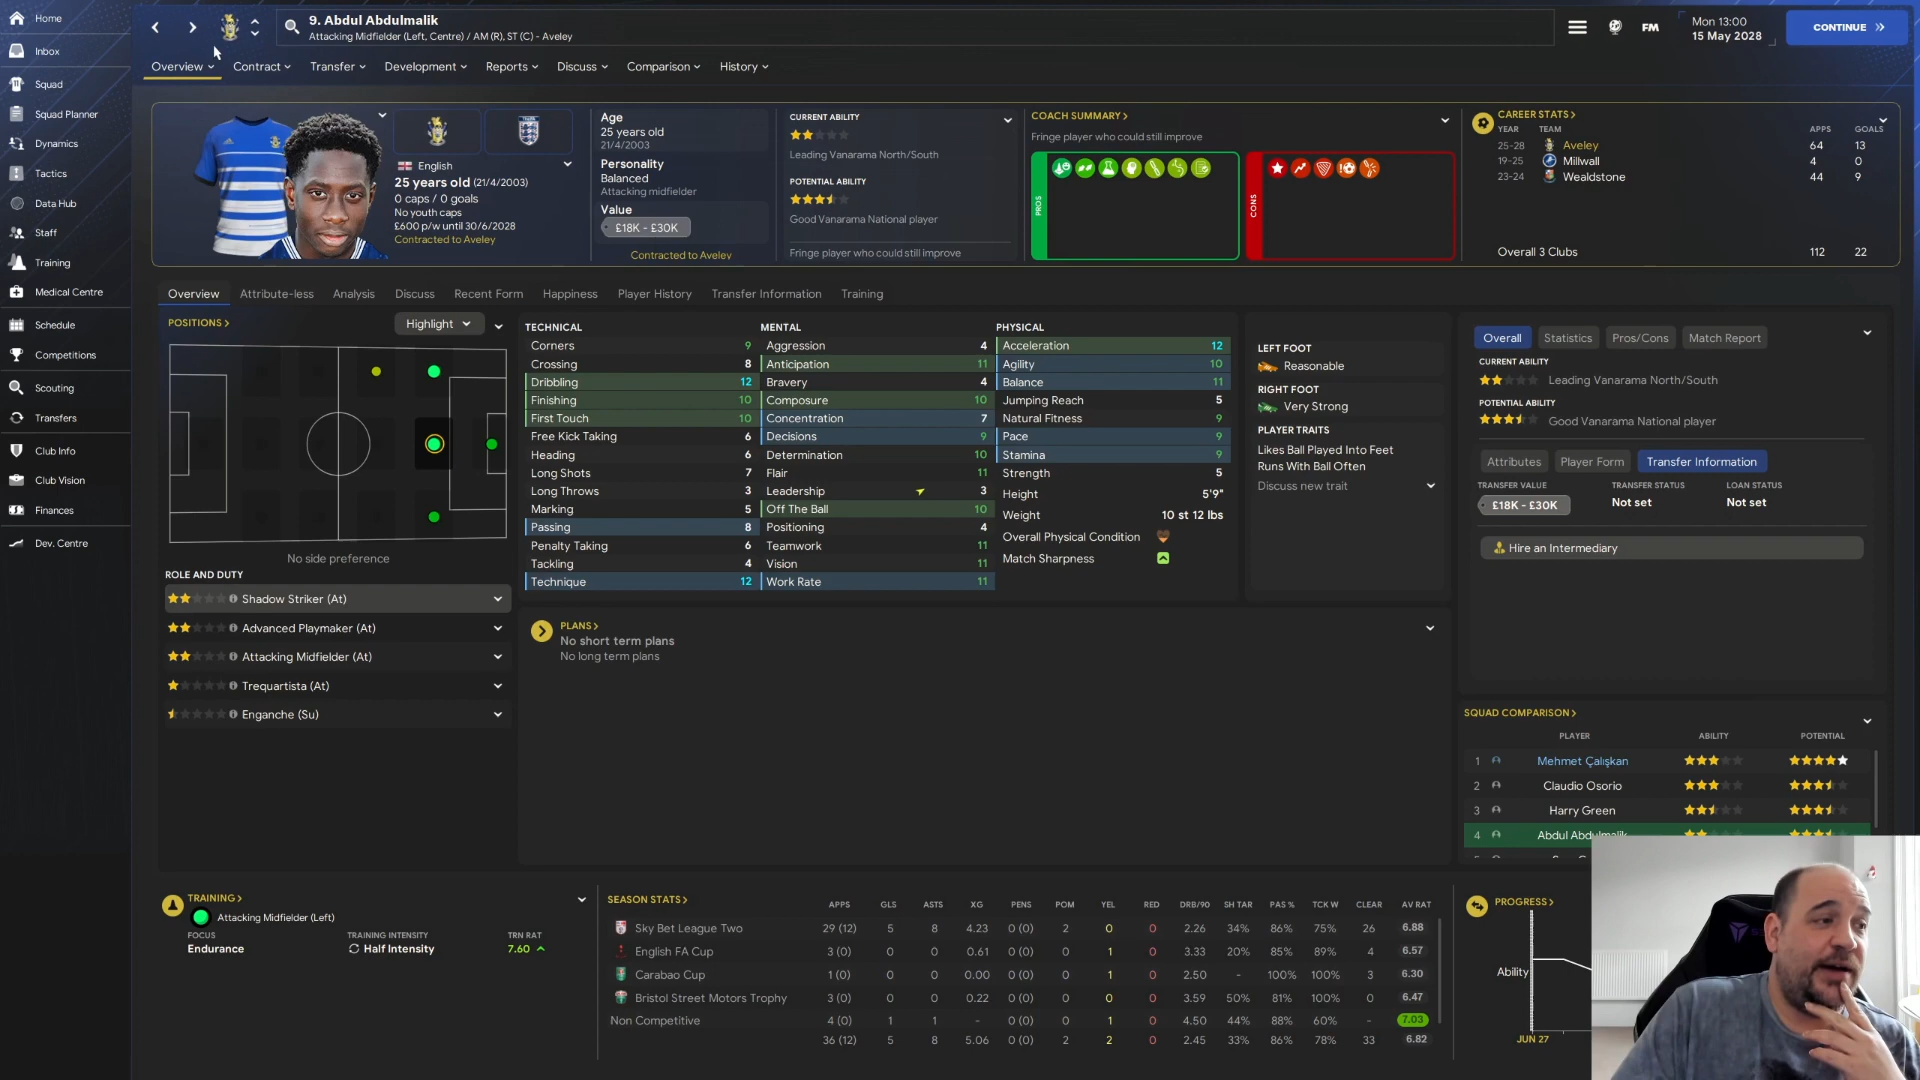 Home
Inbox
Squad
Squad Planner
Dynamics
Tactics
Data Hub
Staff
Training
Medical Centre
Schedule
Competitions
Scouting
Transfers
Club Info
Club Vision
Finances
Dev. Centre
9. Abdul Abdulmalik
Attacking Midfielder (Left, Centre) / AM (R), ST (C) - Aveley
FM
Mon 13:00
15 May 2028
CONTINUE
Overview Contract Transfer Development Reports Discuss Comparison History
English
25 years old (21/4/2003)
0 caps / 0 goals
No youth caps
£600 p/w until 30/6/2028
Contracted to Aveley
Age
25 years old
21/4/2003
Personality
Balanced
Attacking midfielder
Value
£18K - £30K
Contracted to Aveley
CURRENT ABILITY
Leading Vanarama North/South
POTENTIAL ABILITY
Good Vanarama National player
Fringe player who could still improve
COACH SUMMARY >
Fringe player who could still improve
PROS
CONS
CAREER STATS >
YEAR TEAM APPS GOALS
25-28 Aveley 64 13
19-25 Millwall 4 0
23-24 Wealdstone 44 9
Overall 3 Clubs 112 22
Overview Attribute-less Analysis Discuss Recent Form Happiness Player History Transfer Information Training
POSITIONS >
Highlight
No side preference
ROLE AND DUTY
Shadow Striker (At)
Advanced Playmaker (At)
Attacking Midfielder (At)
Trequartista (At)
Enganche (Su)
TECHNICAL
Corners 9
Crossing 8
Dribbling 12
Finishing 10
First Touch 10
Free Kick Taking 6
Heading 6
Long Shots 7
Long Throws 3
Marking 5
Passing 8
Penalty Taking 6
Tackling 4
Technique 12
MENTAL
Aggression 4
Anticipation 11
Bravery 4
Composure 10
Concentration 7
Decisions 9
Determination 10
Flair 11
Leadership 3
Off The Ball 10
Positioning 4
Teamwork 11
Vision 11
Work Rate 11
PHYSICAL
Acceleration 12
Agility 10
Balance 11
Jumping Reach 5
Natural Fitness 9
Pace 9
Stamina 9
Strength 5
Height 5'9"
Weight 10 st 12 lbs
Overall Physical Condition
Match Sharpness
LEFT FOOT
Reasonable
RIGHT FOOT
Very Strong
PLAYER TRAITS
Likes Ball Played Into Feet
Runs With Ball Often
Discuss new trait
PLANS >
No short term plans
No long term plans
Overall Statistics Pros/Cons Match Report
CURRENT ABILITY
Leading Vanarama North/South
POTENTIAL ABILITY
Good Vanarama National player
Attributes Player Form Transfer Information
TRANSFER VALUE TRANSFER STATUS LOAN STATUS
£18K - £30K Not set Not set
Hire an Intermediary
SQUAD COMPARISON >
PLAYER ABILITY POTENTIAL
1 Mehmet Çalışkan
2 Claudio Osorio
3 Harry Green
4 Abdul Abdulmalik
TRAINING >
Attacking Midfielder (Left)
FOCUS TRAINING INTENSITY TRN RAT
Endurance Half Intensity 7.60
SEASON STATS > APPS GLS ASTS XG PENS POM YEL RED DRB/90 SH TAR PAS % TCK W CLEAR AV RAT
Sky Bet League Two 29 (12) 5 8 4.23 0 (0) 2 0 0 2.26 34% 86% 75% 26 6.88
English FA Cup 3 (0) 0 0 0.61 0 (0) 0 1 0 3.33 20% 85% 89% 4 6.57
Carabao Cup 1 (0) 0 0 0.00 0 (0) 0 1 0 2.50 - 100% 100% 3 6.30
Bristol Street Motors Trophy 3 (0) 0 0 0.22 0 (0) 0 0 0 3.59 50% 81% 100% 0 6.47
Non Competitive 4 (0) 1 1 - 0 (0) 0 1 0 4.50 44% 88% 60% - 7.03
36 (12) 5 8 5.06 0 (0) 2 2 0 2.45 33% 86% 78% 33 6.82
PROGRESS >
Ability
JUN 27